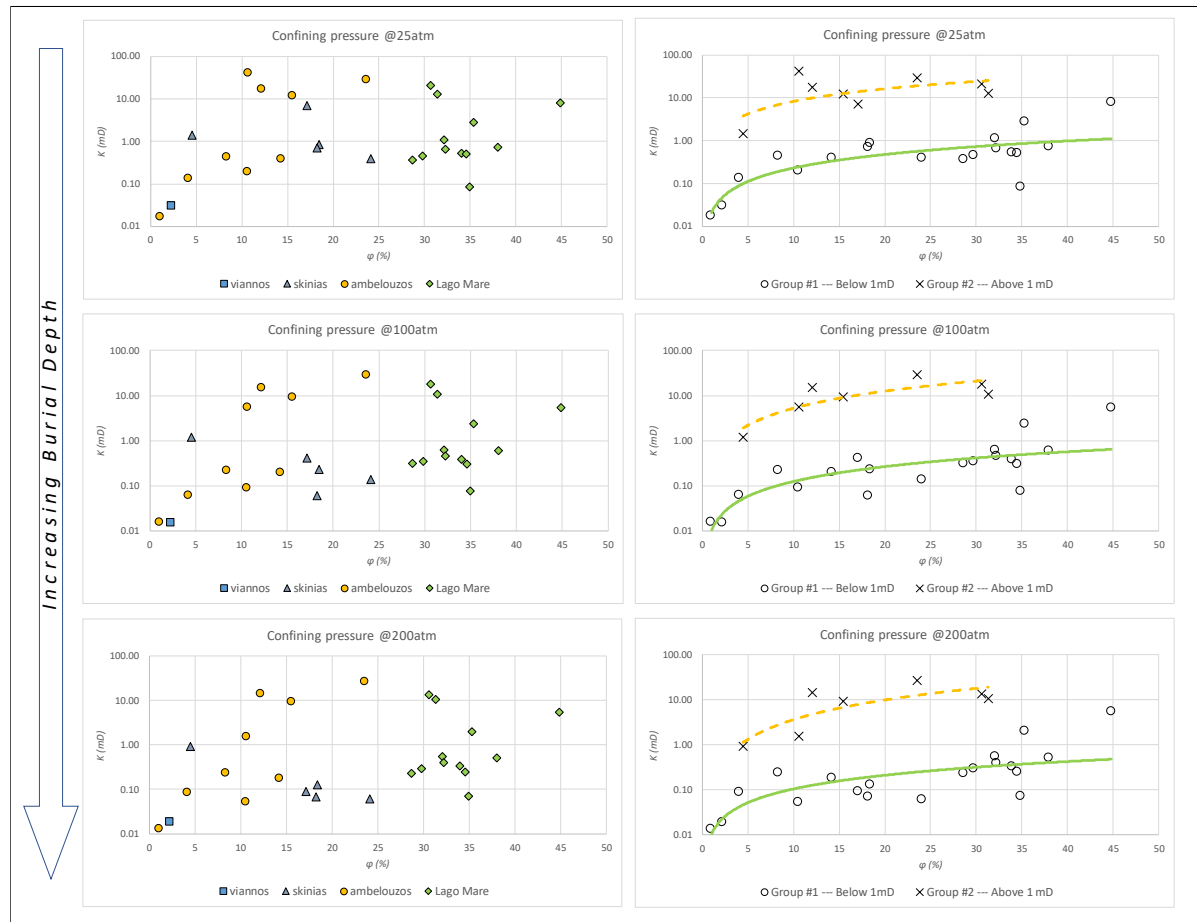 Increasing Burial Depth
Confining pressure @25atm
K (mD)
100.00
10.00
1.00
0.10
0.01
0 5 10 15 20 25 30 35 40 45 50
φ (%)
viannos skinias ambelouzos Lago Mare
Confining pressure @25atm
K (mD)
100.00
10.00
1.00
0.10
0.01
0 5 10 15 20 25 30 35 40 45 50
φ (%)
Group #1 --- Below 1mD Group #2 --- Above 1 mD
Confining pressure @100atm
K (mD)
100.00
10.00
1.00
0.10
0.01
0 5 10 15 20 25 30 35 40 45 50
φ (%)
viannos skinias ambelouzos Lago Mare
Confining pressure @100atm
K (mD)
100.00
10.00
1.00
0.10
0.01
0 5 10 15 20 25 30 35 40 45 50
φ (%)
Group #1 --- Below 1mD Group #2 --- Above 1 mD
Confining pressure @200atm
K (mD)
100.00
10.00
1.00
0.10
0.01
0 5 10 15 20 25 30 35 40 45 50
φ (%)
viannos skinias ambelouzos Lago Mare
Confining pressure @200atm
K (mD)
100.00
10.00
1.00
0.10
0.01
0 5 10 15 20 25 30 35 40 45 50
φ (%)
Group #1 --- Below 1mD Group #2 --- Above 1 mD